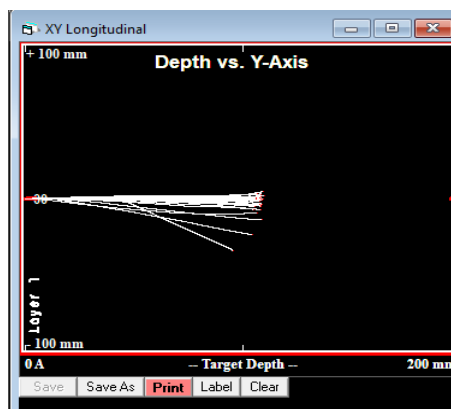 XY Longitudinal
+ 100 mm
Depth vs. Y-Axis
Layer 1
- 100 mm
0 A
-- Target Depth --
200 mm
Save
Save As
Print
Label
Clear